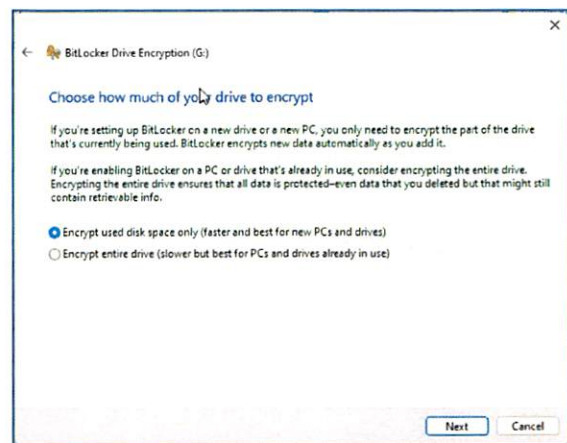 BitLocker Drive Encryption (G:)
Choose how much of your drive to encrypt
If you're setting up BitLocker on a new drive or a new PC, you only need to encrypt the part of the drive
that's currently being used. BitLocker encrypts new data automatically as you add it.
If you're enabling BitLocker on a PC or drive that's already in use, consider encrypting the entire drive.
Encrypting the entire drive ensures that all data is protected–even data that you deleted but that might still
contain retrievable info.
Encrypt used disk space only (faster and best for new PCs and drives)
Encrypt entire drive (slower but best for PCs and drives already in use)
Next Cancel